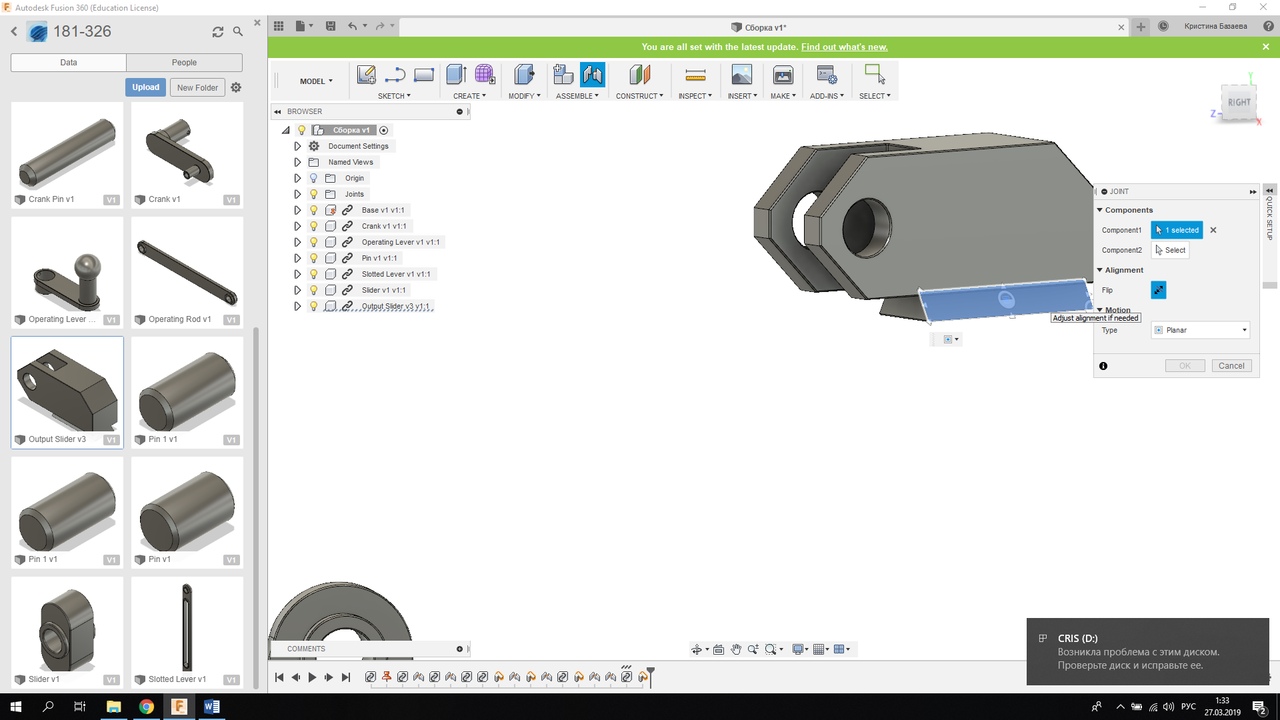 Autodesk Fusion 360 (Education License)
181-326
Data
People
Upload
New Folder
Crank Pin v1
V1
Crank v1
V1
Operating Lever ...
V1
Operating Rod v1
V1
Output Slider v3
V1
Pin 1 v1
V1
Pin 1 v1
V1
Pin v1
V1
Slider v1
V1
Slotted Lever v1
V1
Сборка v1*
Кристина Базаева
You are all set with the latest update. Find out what's new.
MODEL
SKETCH
CREATE
MODIFY
ASSEMBLE
CONSTRUCT
INSPECT
INSERT
MAKE
ADD-INS
SELECT
BROWSER
Сборка v1
Document Settings
Named Views
Origin
Joints
Base v1 v1:1
Crank v1 v1:1
Operating Lever v1 v1:1
Pin v1 v1:1
Slotted Lever v1 v1:1
Slider v1 v1:1
Output Slider v3 v1:1
Y
RIGHT
Z
X
JOINT
Components
Component1
1 selected
Component2
Select
Alignment
Flip
Motion
Type
Planar
OK
Cancel
QUICK SETUP
Adjust alignment if needed
COMMENTS
CRIS (D:)
Возникла проблема с этим диском.
Проверьте диск и исправьте ее.
РУС
1:33
27.03.2019
2